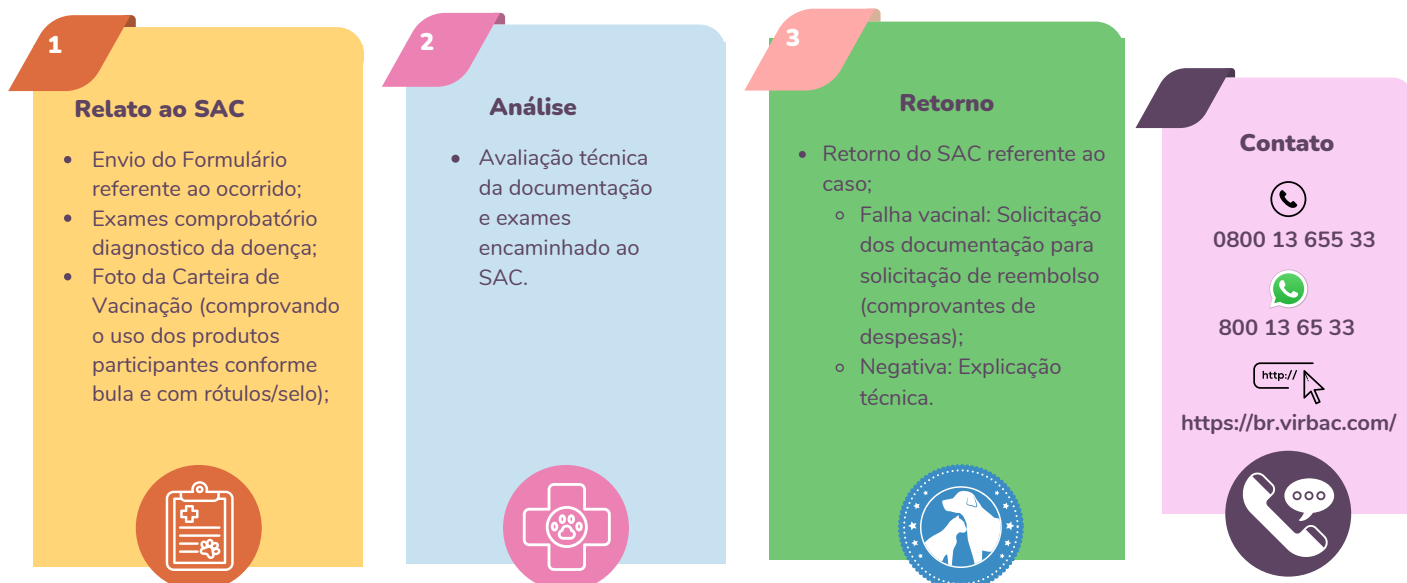 1
Relato ao SAC
Envio do Formulário
referente ao ocorrido;
Exames comprobatório
diagnostico da doença;
Foto da Carteira de
Vacinação (comprovando
o uso dos produtos
participantes conforme
bula e com rótulos/selo);
2
Análise
Avaliação técnica
da documentação
e exames
encaminhado ao
SAC.
3
Retorno
Retorno do SAC referente ao
caso;
Falha vacinal: Solicitação
dos documentação para
solicitação de reembolso
(comprovantes de
despesas);
Negativa: Explicação
técnica.
Contato
0800 13 655 33
800 13 65 33
http://
https://br.virbac.com/